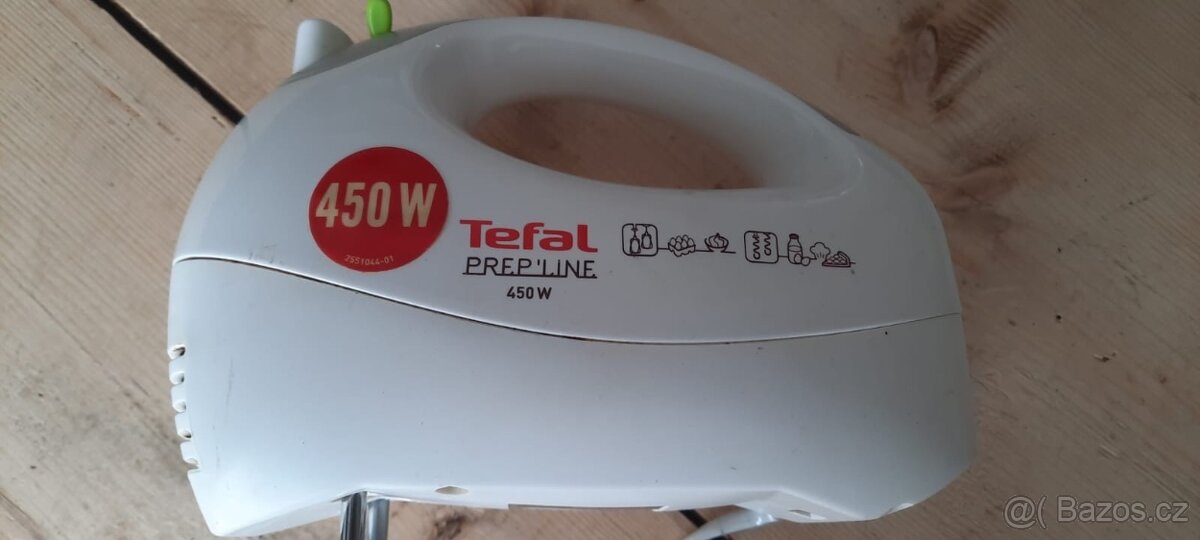 450 W
2551044-01
Tefal
PREP'LINE
450 W
@( Bazos.cz